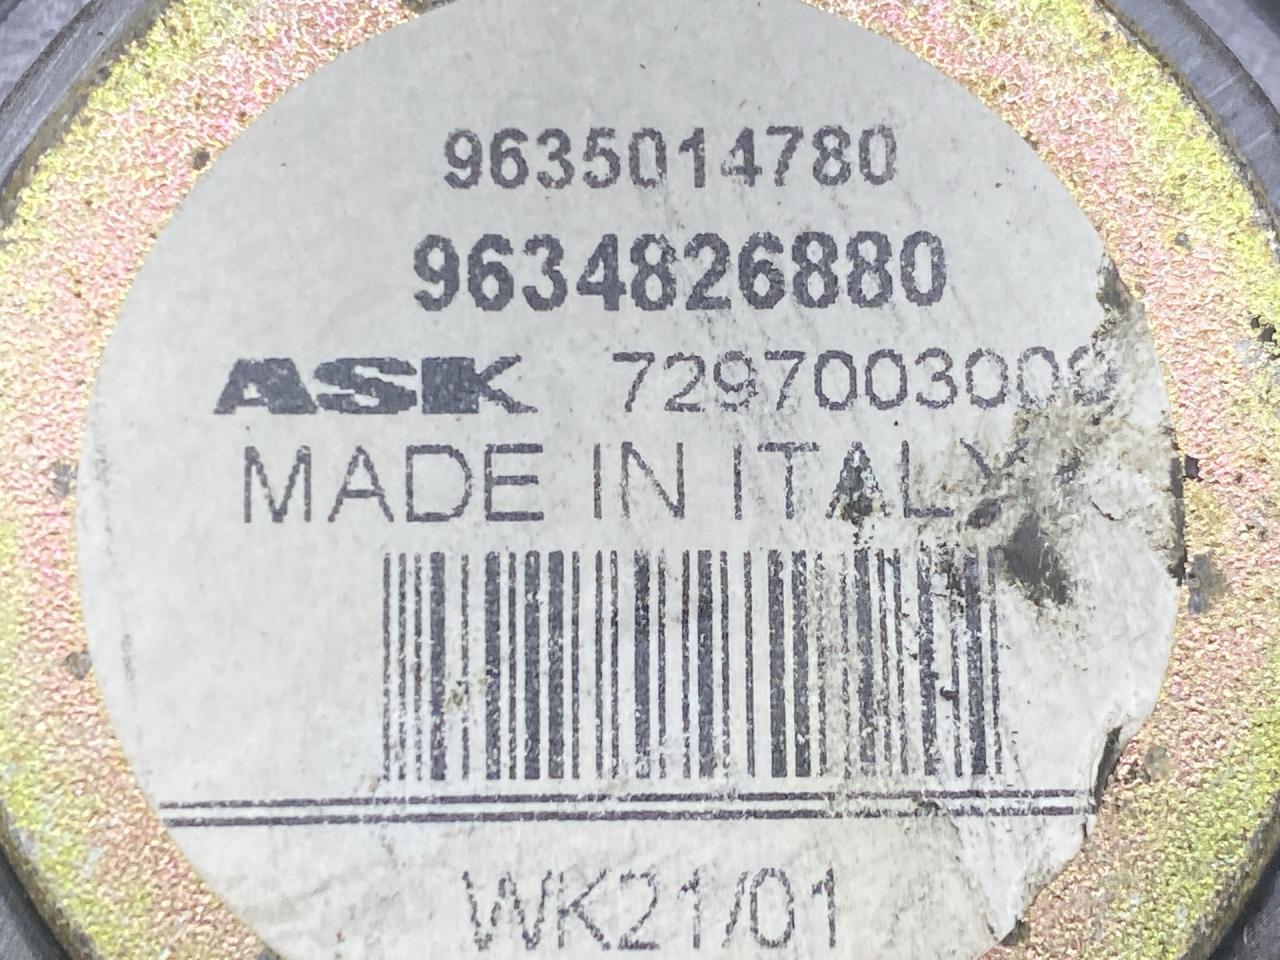 9635014780
9634826880
ASK 7297003009
MADE IN ITALY
WK21/01